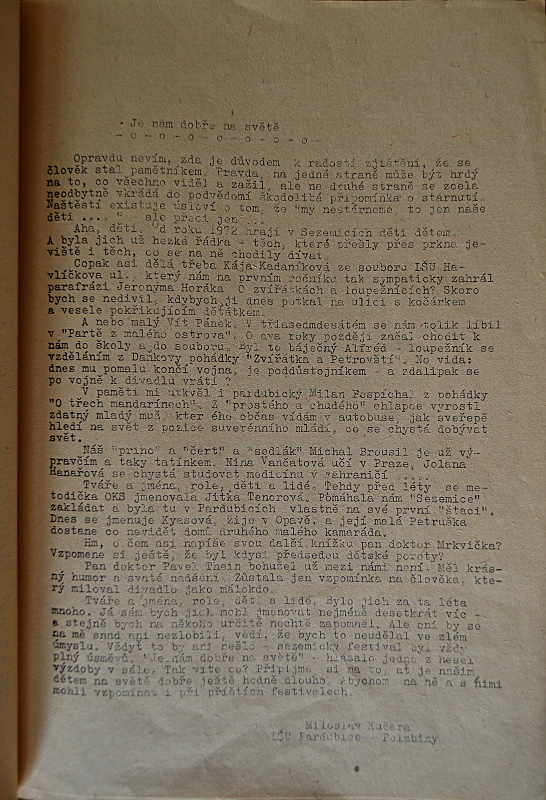 Je nám dobře na světě
- o - o - o - o - o - o - o -
Opravdu nevím, zda je důvodem k radosti zjištění, že se
člověk stal pamětníkem. Pravda, na jedné straně může být hrdý
na to, co všechno viděl a zažil, ale na druhé straně se zcela
neodbytně vkrádá do podvědomí škodolibá připomínka o stárnutí.
Naštěstí existuje úsloví o tom, že "my nestárneme, to jen naše
děti .... " - ale přeci jen ...
Aha, děti. Od roku 1972 hrají v Sezemicích děti dětem.
A byla jich už hezká řádka - těch, které přešly přes prkna je-
viště i těch, co se na ně chodily dívat.
Copak asi dělá třeba Kája Kadaníková ze souboru LŠU Ha-
vlíčkova ul., který nám na prvním ročníku tak sympaticky zahrál
parafrázi Jeronýma Horáka O zvířátkách a loupežnících? Skoro
bych se nedivil, kdybych ji dnes potkal na ulici s kočárkem
a vesele pokřikujícím děťátkem.
A nebo malý Vít Pánek. V třiasedmdesátém se nám tolik líbil
v "Partě z malého ostrova". O dva roky později začal chodit k
nám do školy a do souboru. Byl to báječný Alfréd - loupežník se
vzděláním z Daňkovy pohádky "Zvířátka a Petrovští". No vida:
dnes mu pomalu končí vojna, je poddůstojníkem - a zdalipak se
po vojně k divadlu vrátí ?
V paměti mi utkvěl i pardubický Milan Pospíchal z pohádky
"O třech mandarinech". Z "prostého a chudého" chlapce vyrostl
zdatný mladý muž, kter ého občas vídám v autobuse, jak sveřepě
hledí na svět z pozice suverénního mládí, co se chystá dobývat
svět.
Náš "princ" a "čert" a "sedlák" Michal Brousil je už vý-
pravčím a taky tatínkem. Nina Vančatová učí v Praze, Jolana
Hanařová se chystá studovat medicínu v zahraničí ....
Tváře a jména, role, děti a lidé. Tehdy před léty se me-
todička OKS jmenovala Jitka Tencrová. Pomáhala nám "Sezemice"
zakládat a byla tu v Pardubicích vlastně na své první "štaci".
Dnes se jmenuje Kyasová, žije v Opavě, a její malá Petruška
dostane co nevidět domů druhého malého kamaráda.
Hm, o čem asi napíše svou další knížku pan doktor Mrkvička?
Vzpomene si ještě, že byl kdysi předsedou dětské poroty?
Pan doktor Pavel Thein bohužel už mezi námi není. Měl krás-
ný humor a svaté nadšení. Zůstala jen vzpomínka na člověka, kte-
rý miloval divadlo jako málokdo.
Tváře a jména, role, děti a lidé. Bylo jich za ta léta
mnoho. Já sám bych jich mohl jmenovat nejméně desetkrát víc -
a stejně bych na někoho určitě nechtě zapomněl. Ale oni by se
na mě snad ani nezlobili, vědí, že bych to neudělal ve zlém
úmyslu. Vždyť to by ani nešlo - sezemický festival byl vždy
plný úsměvů. "Je nám dobře na světě" - hlásalo jedno z hesel
výzdoby v sále. Tak víte co? Připijme si na to, ať je našim
dětem na světě dobře ještě hodně dlouho. Abychom na ně a s nimi
mohli vzpomínat i při příštích festivalech.
Miloslav Kučera
LŠU Pardubice - Polabiny